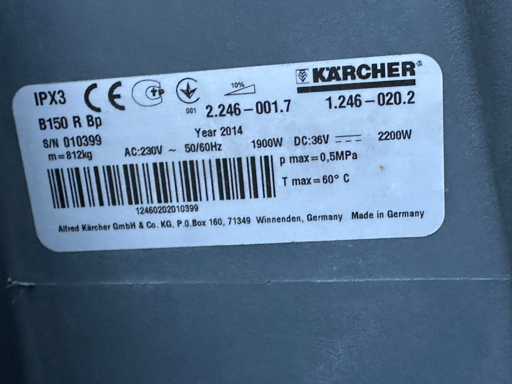 IPX3 CE 10% KÄRCHER
B150 R Bp 001 2.246-001.7 1.246-020.2
S/N 010399 Year 2014
m=812kg AC:230V ~ 50/60Hz 1900W DC:36V 2200W
p max=0,5MPa
T max=60° C
12460202010399
Alfred Kärcher GmbH & Co. KG, P.O.Box 160, 71349 Winnenden, Germany Made in Germany